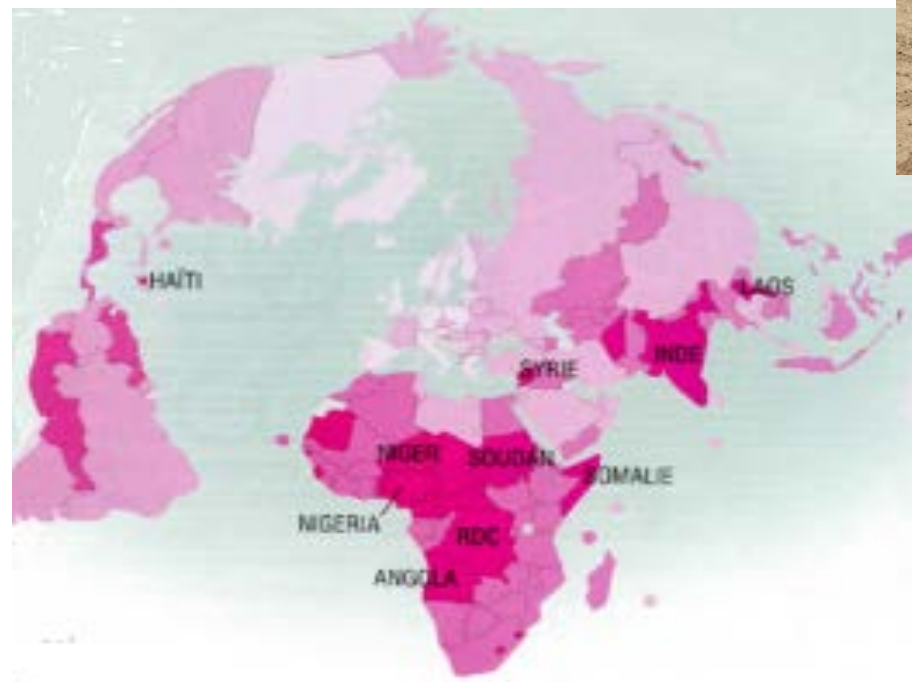 HAÏTI
LAOS
INDE
SYRIE
NIGER
SOUDAN
SOMALIE
NIGERIA
RDC
ANGOLA